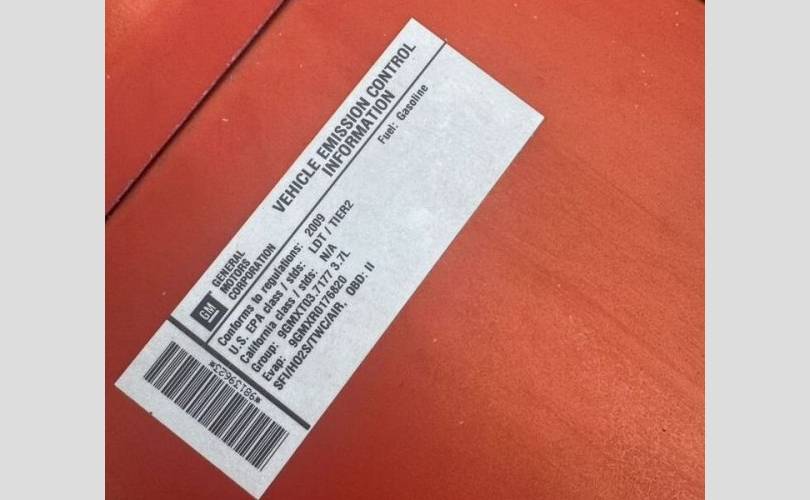 GM
GENERAL
MOTORS
CORPORATION
VEHICLE EMISSION CONTROL
INFORMATION
Conforms to regulations: 2009
Fuel: Gasoline
U.S. EPA class / stds: LDT / TIER2
California class / stds: N/A
Group: 9GMXT03.7177 3.7L
Evap: 9GMXR0176820
SFI/HO2S/TWC/AIR, OBD: II
*98139623*